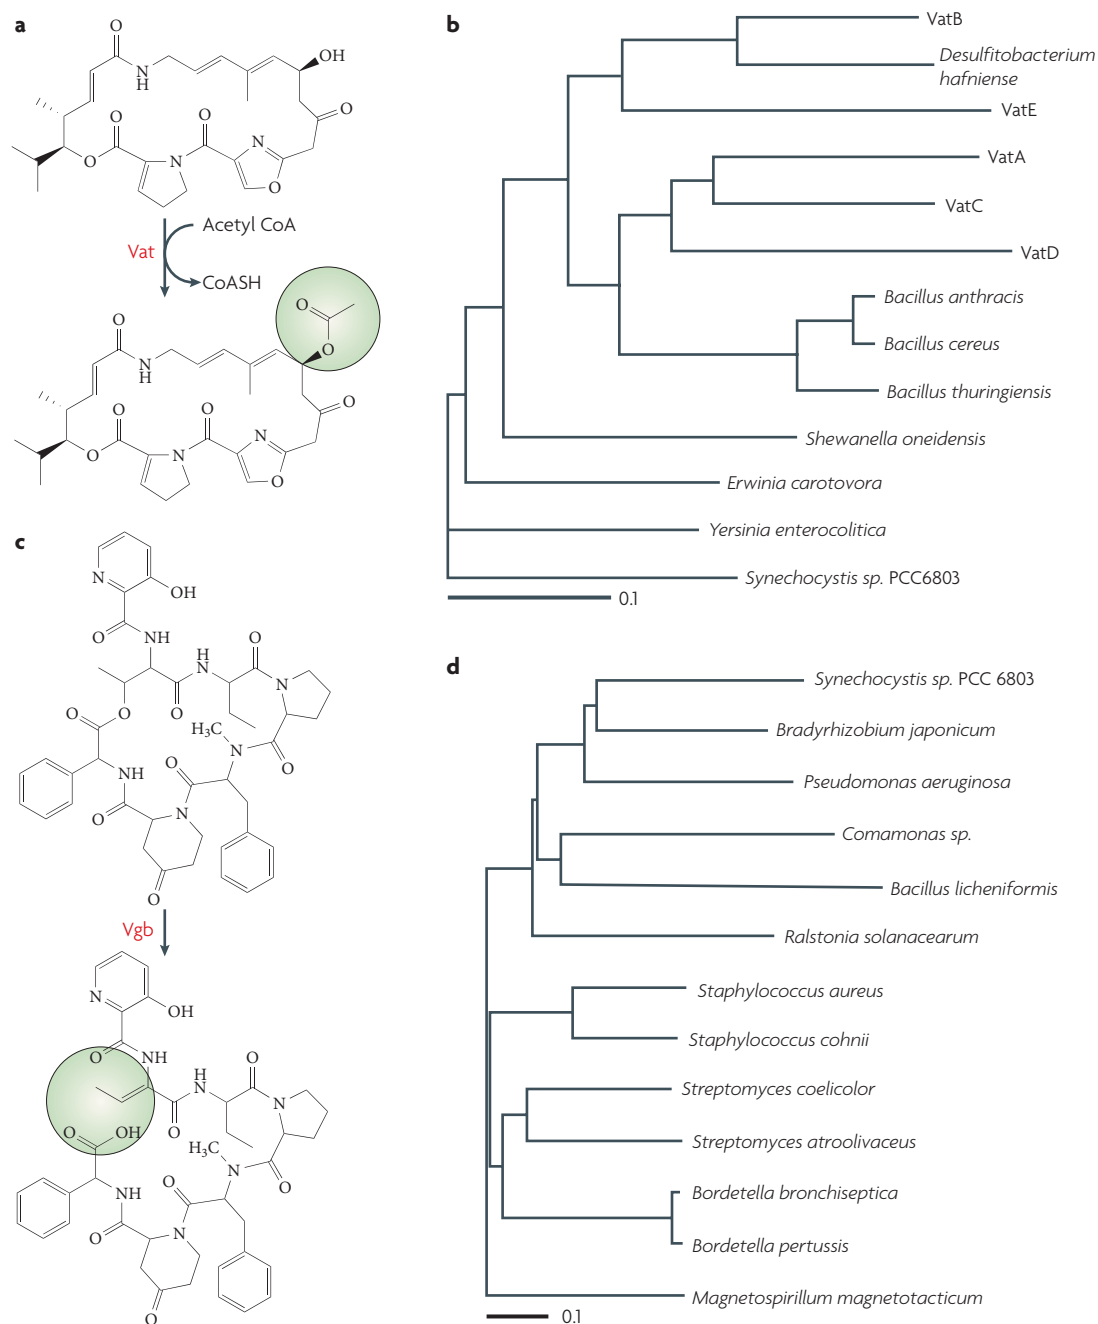 a
O
N
H
OH
O
O
O
O
N
N
O
Acetyl CoA
Vat
CoASH
O
O
O
N
H
O
O
O
O
N
N
O
b
VatB
Desulfitobacterium
hafniense
VatE
VatA
VatC
VatD
Bacillus anthracis
Bacillus cereus
Bacillus thuringiensis
Shewanella oneidensis
Erwinia carotovora
Yersinia enterocolitica
Synechocystis sp. PCC6803
0.1
c
N
OH
O
NH
H
N
O
N
O
O
O
H₃C
N
O
NH
O
O
N
O
Vgb
N
OH
O
NH
H
N
O
N
O
O
OH
H₃C
N
O
NH
O
O
N
O
d
Synechocystis sp. PCC 6803
Bradyrhizobium japonicum
Pseudomonas aeruginosa
Comamonas sp.
Bacillus licheniformis
Ralstonia solanacearum
Staphylococcus aureus
Staphylococcus cohnii
Streptomyces coelicolor
Streptomyces atroolivaceus
Bordetella bronchiseptica
Bordetella pertussis
Magnetospirillum magnetotacticum
0.1